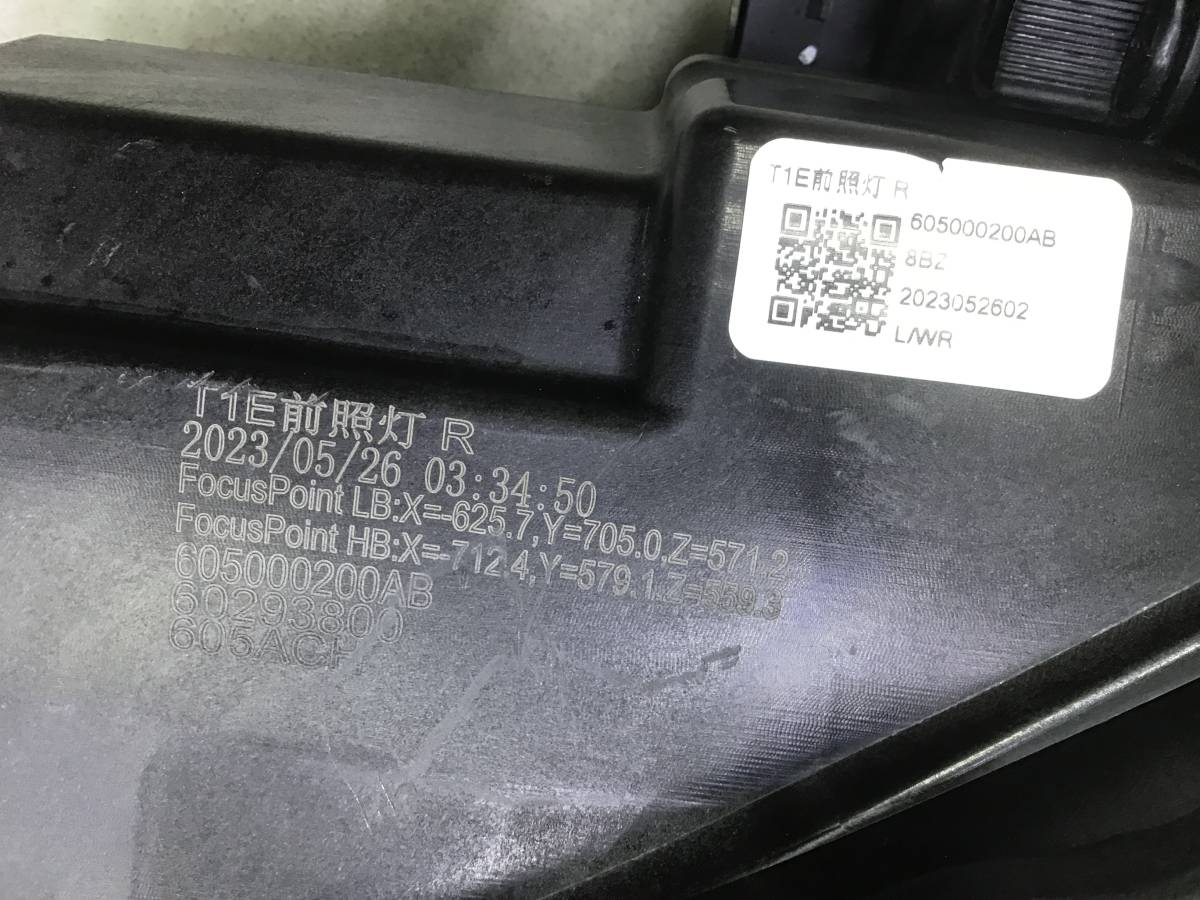 T1E前照灯 R
605000200AB
8BZ
2023052602
L/WR
T1E前照灯 R
2023/05/26 03:34:50
FocusPoint LB:X=-625.7,Y=705.0,Z=571.2
FocusPoint HB:X=-712.4,Y=579.1,Z=559.3
605000200AB
60293800
605ACH